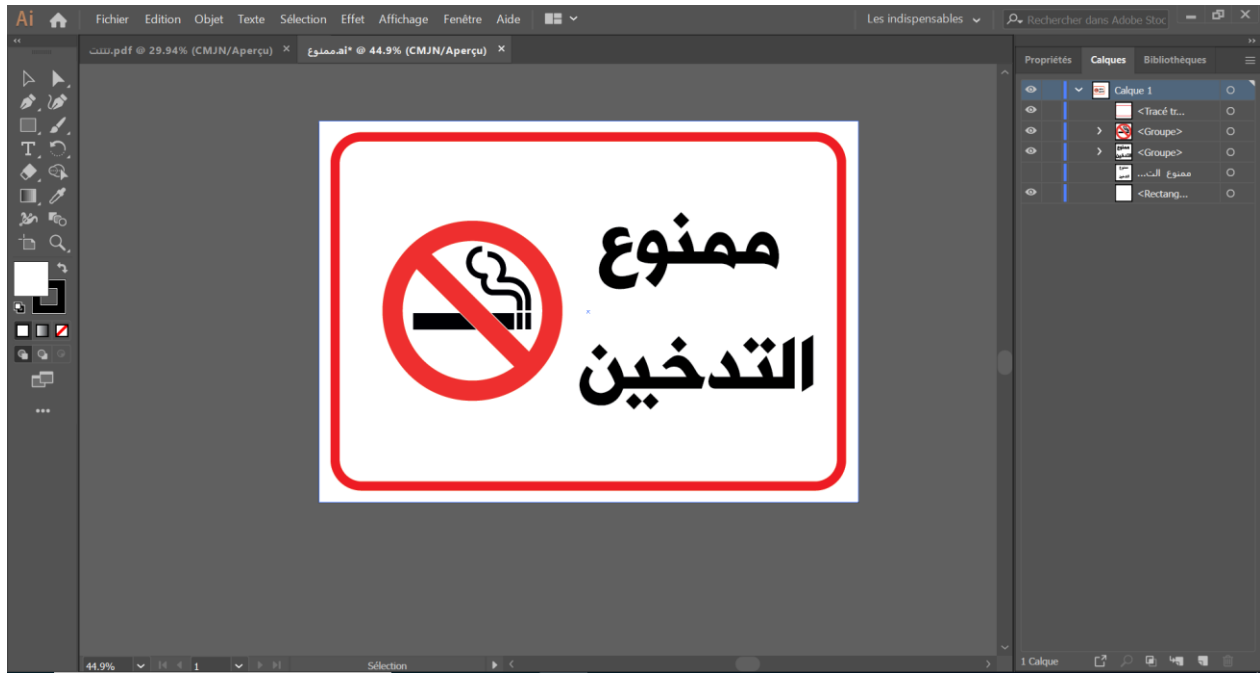 Ai Fichier Edition Objet Texte Sélection Effet Affichage Fenêtre Aide Les indispensables Rechercher dans Adobe Stoc
.pdf @ 29.94% (CMJN/Aperçu) × ممنوع.ai* @ 44.9% (CMJN/Aperçu) ×
Propriétés Calques Bibliothèques
Calque 1
<Tracé tr...
<Groupe>
<Groupe>
ممنوع الت...
<Rectang...
ممنوع
التدخين
T
44.9% 1 Sélection
1 Calque